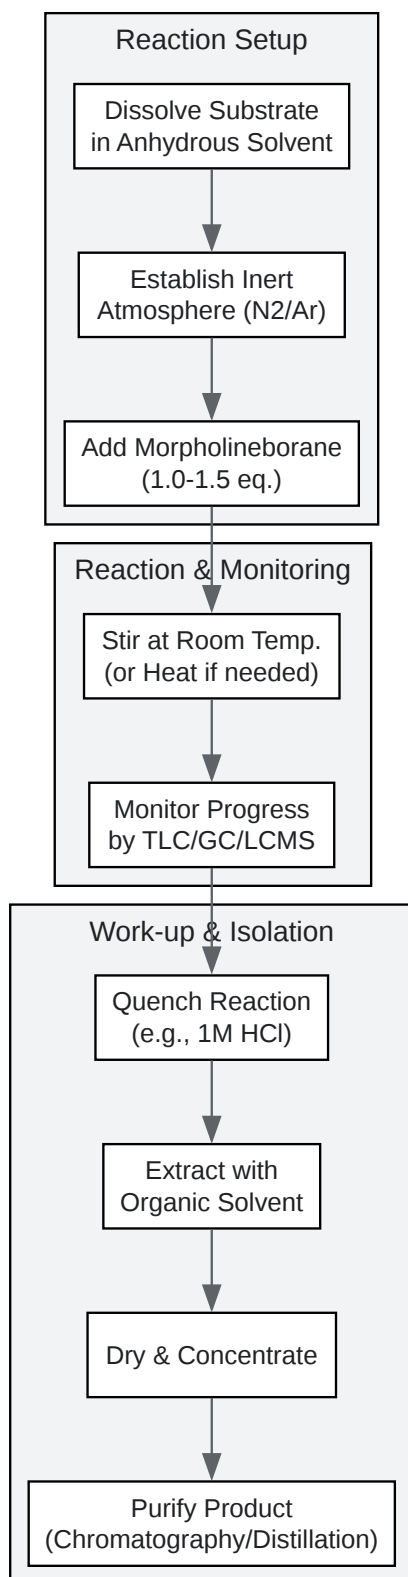 Reaction Setup
Dissolve Substrate
in Anhydrous Solvent
Establish Inert
Atmosphere (N2/Ar)
Add Morpholineborane
(1.0-1.5 eq.)
Reaction & Monitoring
Stir at Room Temp.
(or Heat if needed)
Monitor Progress
by TLC/GC/LCMS
Work-up & Isolation
Quench Reaction
(e.g., 1M HCl)
Extract with
Organic Solvent
Dry & Concentrate
Purify Product
(Chromatography/Distillation)